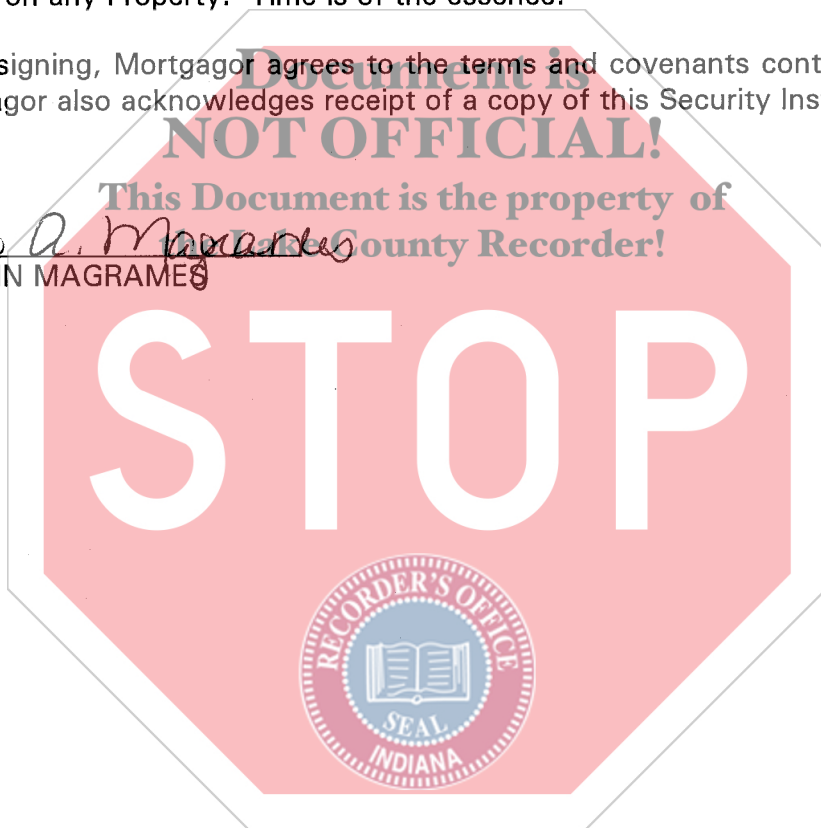 on any Property. Time is of the essence.
signing, Mortgagor agrees to the terms and covenants cont
Document is
agor also acknowledges receipt of a copy of this Security Ins
NOT OFFICIAL!
This Document is the property of
the Lake County Recorder!
A. Magrames
N MAGRAMES
STOP
RECORDER'S OFFICE
SEAL
INDIANA